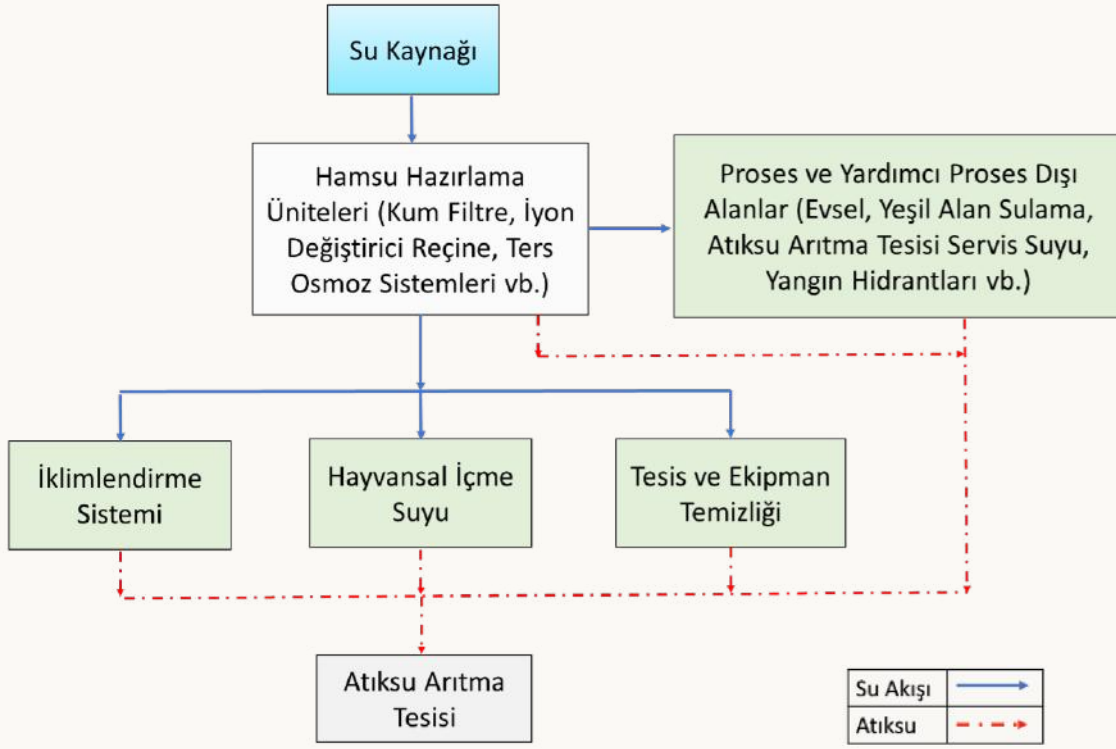 Su Kaynağı
Hamsu Hazırlama
Üniteleri (Kum Filtre, İyon
Değiştirici Reçine, Ters
Osmoz Sistemleri vb.)
Proses ve Yardımcı Proses Dışı
Alanlar (Evsel, Yeşil Alan Sulama,
Atıksu Arıtma Tesisi Servis Suyu,
Yangın Hidrantları vb.)
İklimlendirme
Sistemi
Hayvansal İçme
Suyu
Tesis ve Ekipman
Temizliği
Atıksu Arıtma
Tesisi
Su Akışı
Atıksu